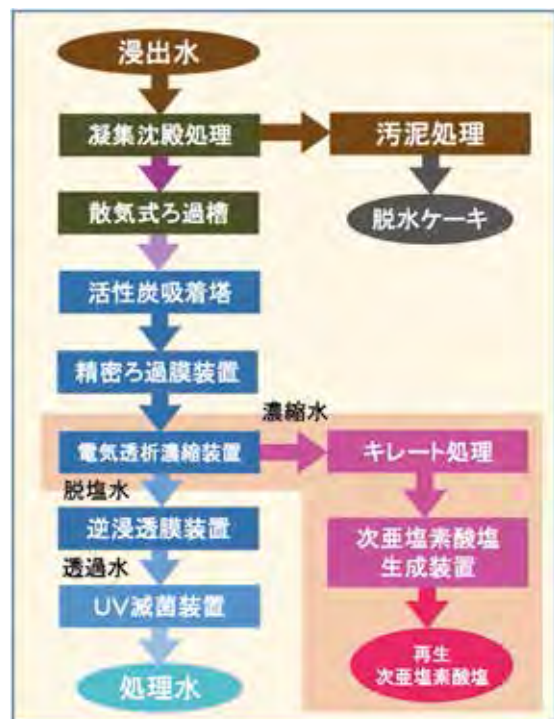 浸出水
凝集沈殿処理
汚泥処理
散気式ろ過槽
脱水ケーキ
活性炭吸着塔
精密ろ過膜装置
濃縮水
電気透析濃縮装置
キレート処理
脱塩水
逆浸透膜装置
次亜塩素酸塩
生成装置
透過水
UV滅菌装置
再生
次亜塩素酸塩
処理水